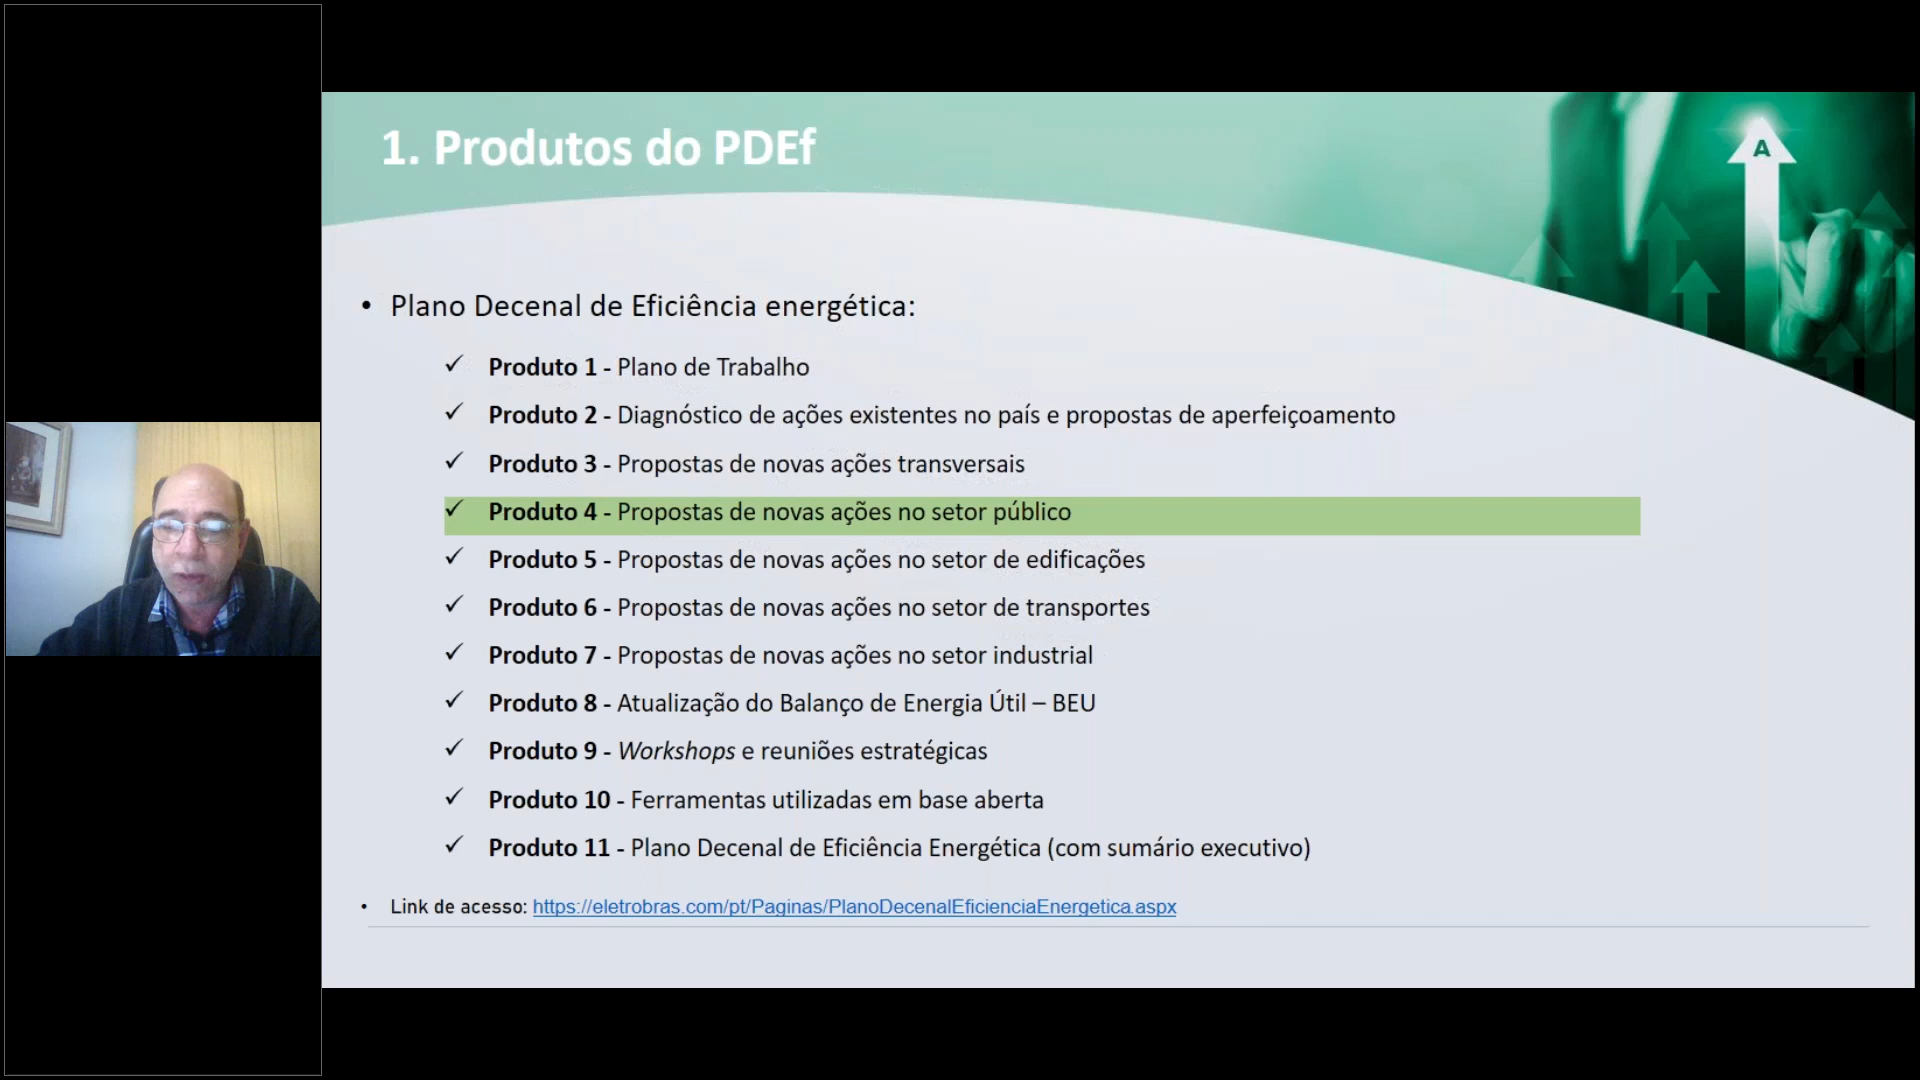 1. Produtos do PDEf
A
• Plano Decenal de Eficiência energética:
✓ Produto 1 - Plano de Trabalho
✓ Produto 2 - Diagnóstico de ações existentes no país e propostas de aperfeiçoamento
✓ Produto 3 - Propostas de novas ações transversais
✓ Produto 4 - Propostas de novas ações no setor público
✓ Produto 5 - Propostas de novas ações no setor de edificações
✓ Produto 6 - Propostas de novas ações no setor de transportes
✓ Produto 7 - Propostas de novas ações no setor industrial
✓ Produto 8 - Atualização do Balanço de Energia Útil – BEU
✓ Produto 9 - Workshops e reuniões estratégicas
✓ Produto 10 - Ferramentas utilizadas em base aberta
✓ Produto 11 - Plano Decenal de Eficiência Energética (com sumário executivo)
• Link de acesso: https://eletrobras.com/pt/Paginas/PlanoDecenalEficienciaEnergetica.aspx